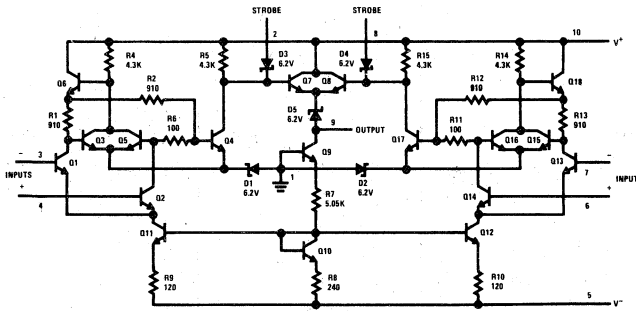 STROBE STROBE
2 8 10 V+
R4 4.3K R5 4.3K D3 6.2V D4 6.2V R15 4.3K R14 4.3K
Q6 Q7 Q8 Q18
R2 910 R12 910
D5 6.2V
R1 910 R6 100 R11 100 R13 910
9 OUTPUT
Q3 Q5 Q4 Q17 Q16 Q15
Q9
- 3 Q1 Q13 7 -
INPUTS D1 6.2V 1 D2 6.2V INPUT
+ 4 Q2 R7 5.05K Q14 6 +
Q11 Q12
Q10
R9 120 R8 240 R10 120
5 V-